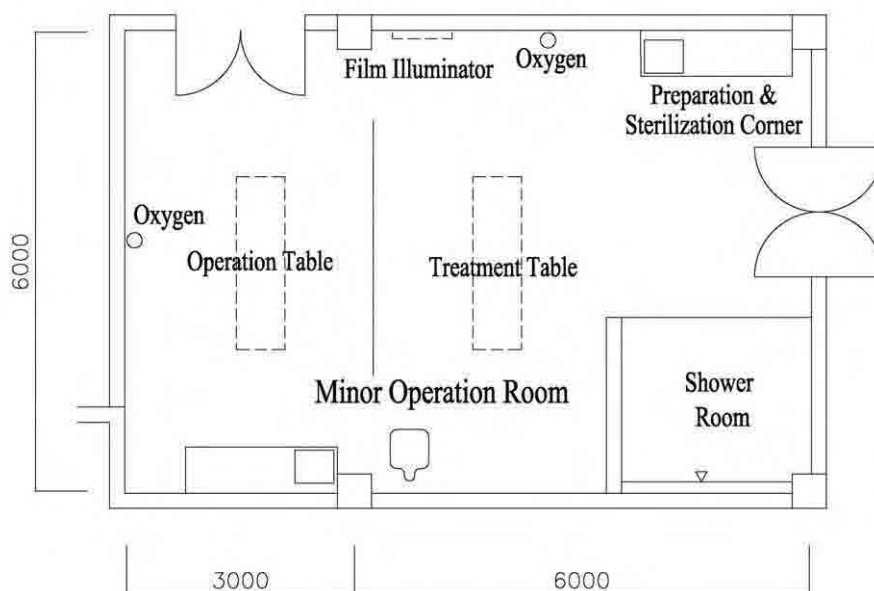 Film Illuminator
Oxygen
Preparation &
Sterilization Corner
Oxygen
Operation Table
Treatment Table
6000
Minor Operation Room
Shower
Room
3000
6000